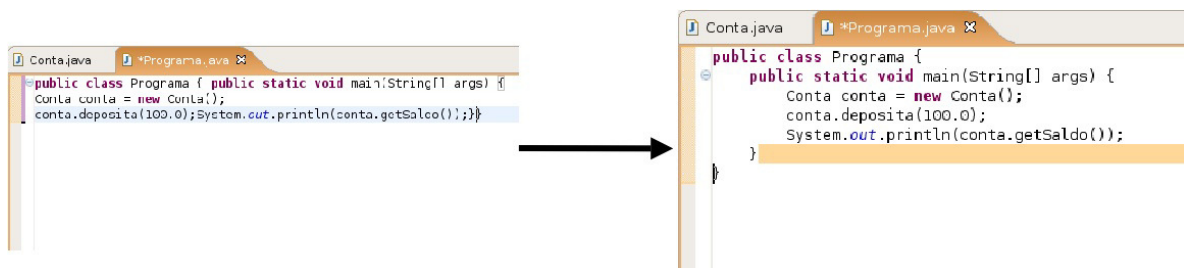 Conta.java *Programa.java
public class Programa { public static void main(String[] args) {
Conta conta = new Conta();
conta.deposita(100.0);System.out.println(conta.getSaldo());}}
Conta.java *Programa.java
public class Programa {
public static void main(String[] args) {
Conta conta = new Conta();
conta.deposita(100.0);
System.out.println(conta.getSaldo());
}
}